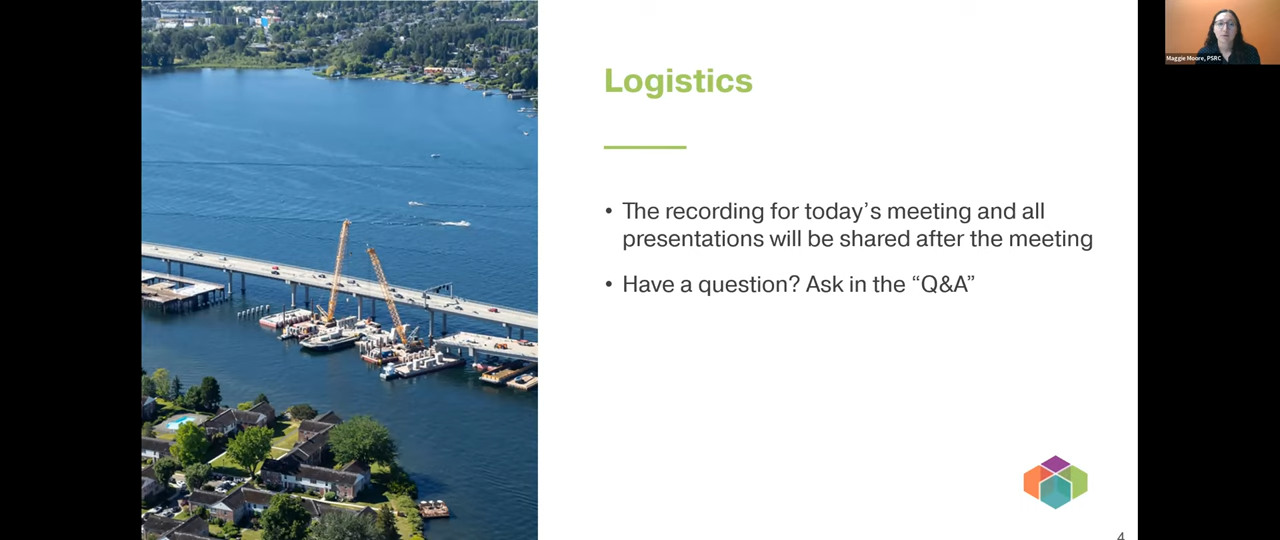 Logistics
• The recording for today's meeting and all
presentations will be shared after the meeting
• Have a question? Ask in the “Q&A”
4
Maggie Moore, PSRC